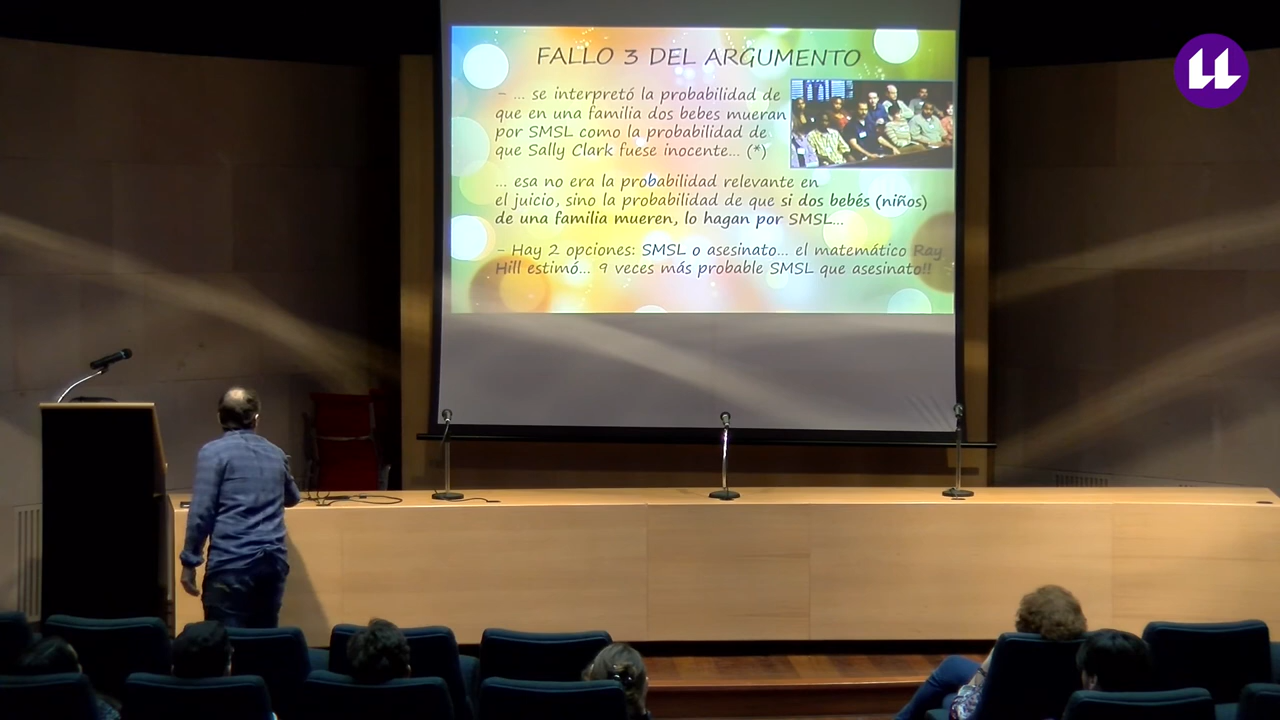 FALLO 3 DEL ARGUMENTO
- ... se interpretó la probabilidad de
que en una familia dos bebes mueran
por SMSL como la probabilidad de
que Sally Clark fuese inocente... (*)
... esa no era la probabilidad relevante en
el juicio, sino la probabilidad de que si dos bebés (niños)
de una familia mueren, lo hagan por SMSL...
- Hay 2 opciones: SMSL o asesinato... el matemático Ray
Hill estimó... 9 veces más probable SMSL que asesinato!!